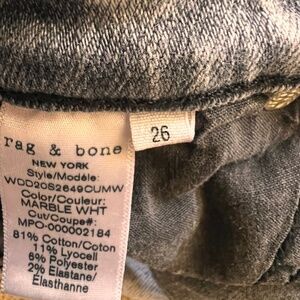 rag & bone
NEW YORK
Style/Modèle:
WDD20S2649CUMW
Color/Couleur:
MARBLE WHT
Cut/Coupe#:
MPO-000002184
81% Cotton/Coton
11% Lyocell
6% Polyester
2% Elastane/
Élasthanne
26